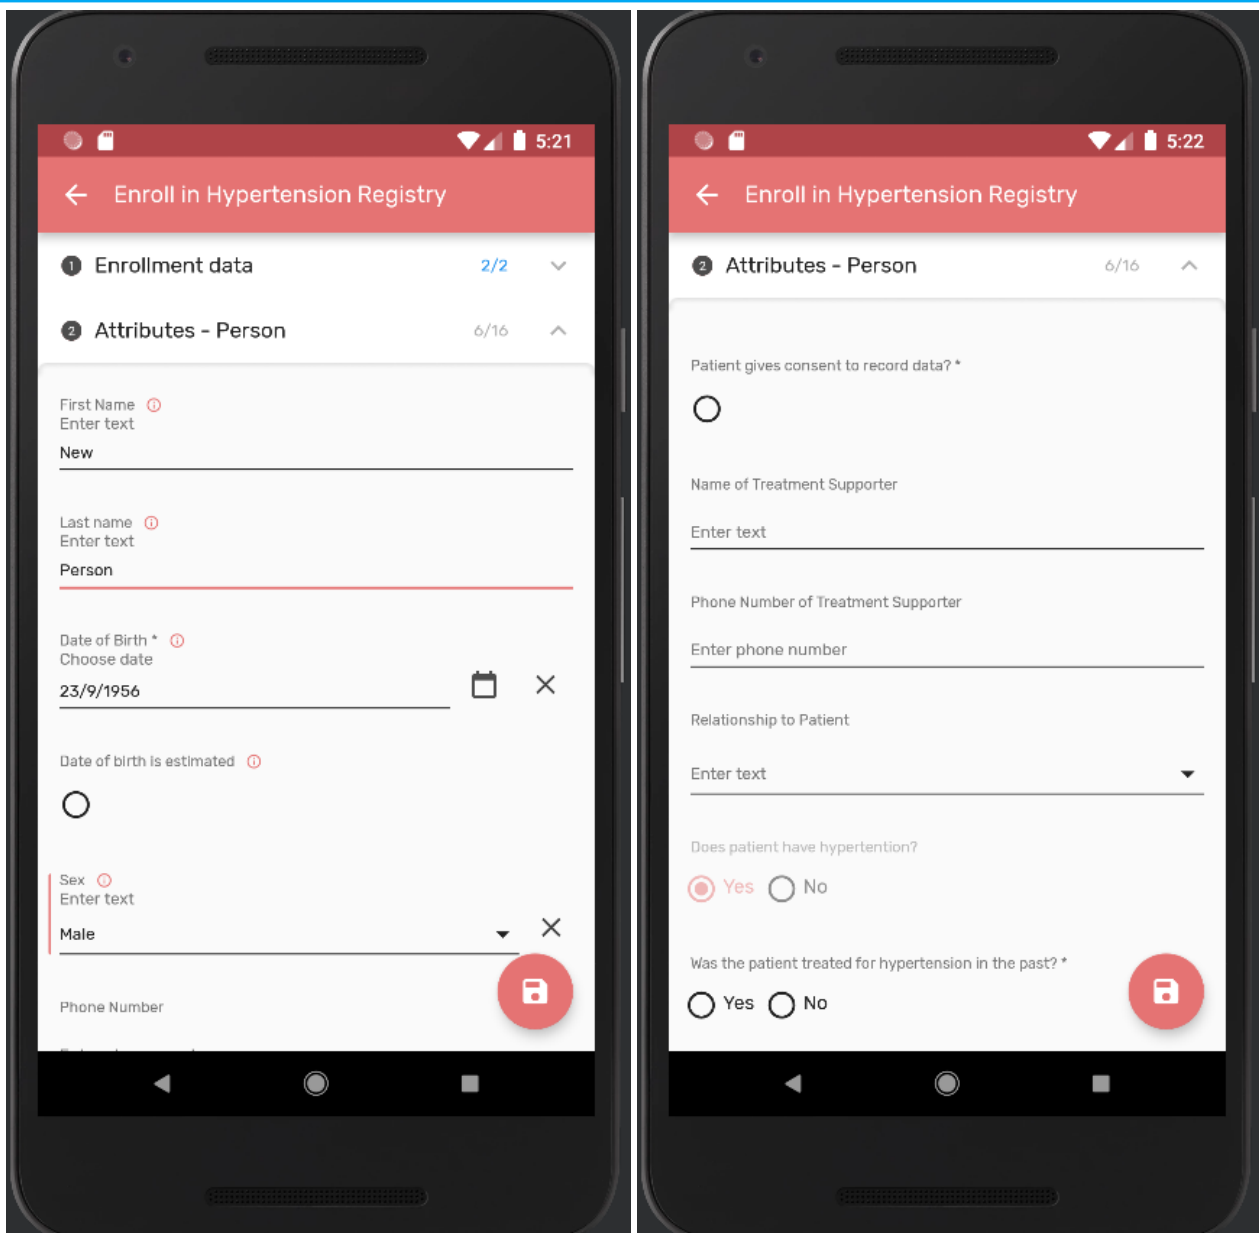 5:21
Enroll in Hypertension Registry
1 Enrollment data 2/2
2 Attributes - Person 6/16
First Name
Enter text
New
Last name
Enter text
Person
Date of Birth *
Choose date
23/9/1956
Date of birth is estimated
Sex
Enter text
Male
Phone Number
5:22
Enroll in Hypertension Registry
2 Attributes - Person 6/16
Patient gives consent to record data? *
Name of Treatment Supporter
Enter text
Phone Number of Treatment Supporter
Enter phone number
Relationship to Patient
Enter text
Does patient have hypertention?
Yes No
Was the patient treated for hypertension in the past? *
Yes No